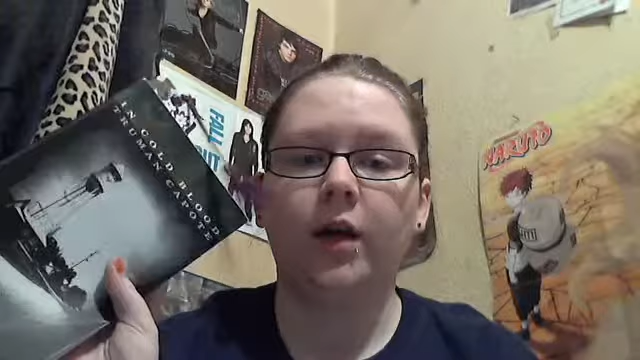 IN COLD BLOOD
TRUMAN CAPOTE
FALL
OUT
NARUTO